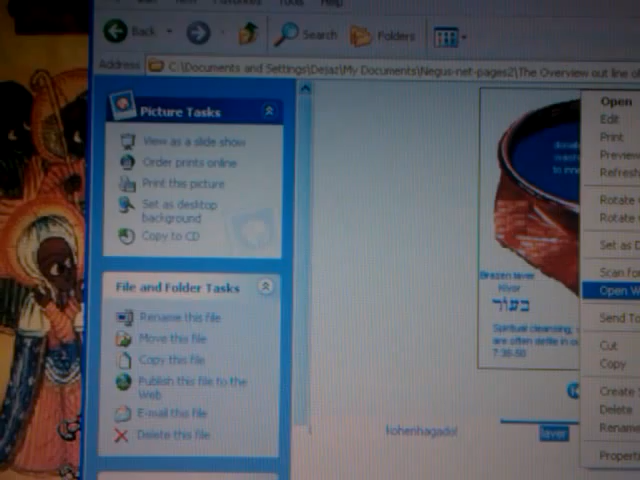 Edit View Favorites Tools Help
Back Search Folders
Address C:\Documents and Settings\Dejaz\My Documents\Negus-net-pages2\The Overview out line of
Picture Tasks
View as a slide show
Order prints online
Print this picture
Set as desktop
background
Copy to CD
File and Folder Tasks
Rename this file
Move this file
Copy this file
Publish this file to the
Web
E-mail this file
Delete this file
Brazen laver
Kiyor
Spiritual cleansing,
are often defile in
7:38-50
kohenhagadol
laver
Open
Edit
Print
Preview
Refresh
Rotate
Rotate
Set as D
Scan for
Open W
Send To
Cut
Copy
Create
Delete
Rename
Properti